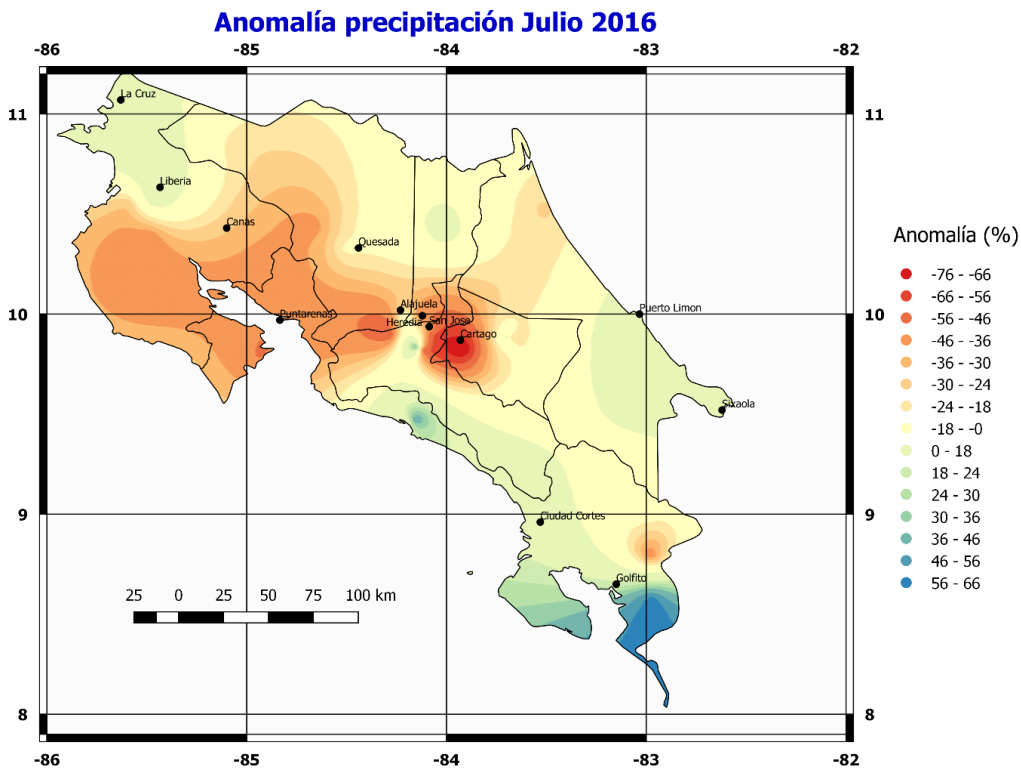 Anomalía precipitación Julio 2016
-86 -85 -84 -83 -82
11 11
La Cruz
Liberia
Canas
Quesada
10 10
Alajuela
Puerto Limon
Puntarenas
Heredia San Jose
Cartago
Sixaola
9 9
Ciudad Cortes
Golfito
25 0 25 50 75 100 km
8 8
-86 -85 -84 -83 -82
Anomalía (%)
-76 - -66
-66 - -56
-56 - -46
-46 - -36
-36 - -30
-30 - -24
-24 - -18
-18 - -0
0 - 18
18 - 24
24 - 30
30 - 36
36 - 46
46 - 56
56 - 66